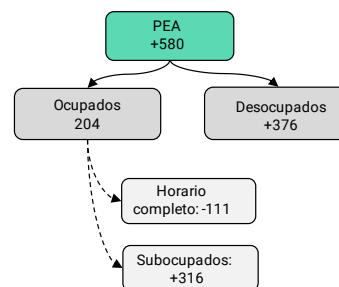 PEA
+580
Ocupados
204
Desocupados
+376
Horario
completo: -111
Subocupados:
+316